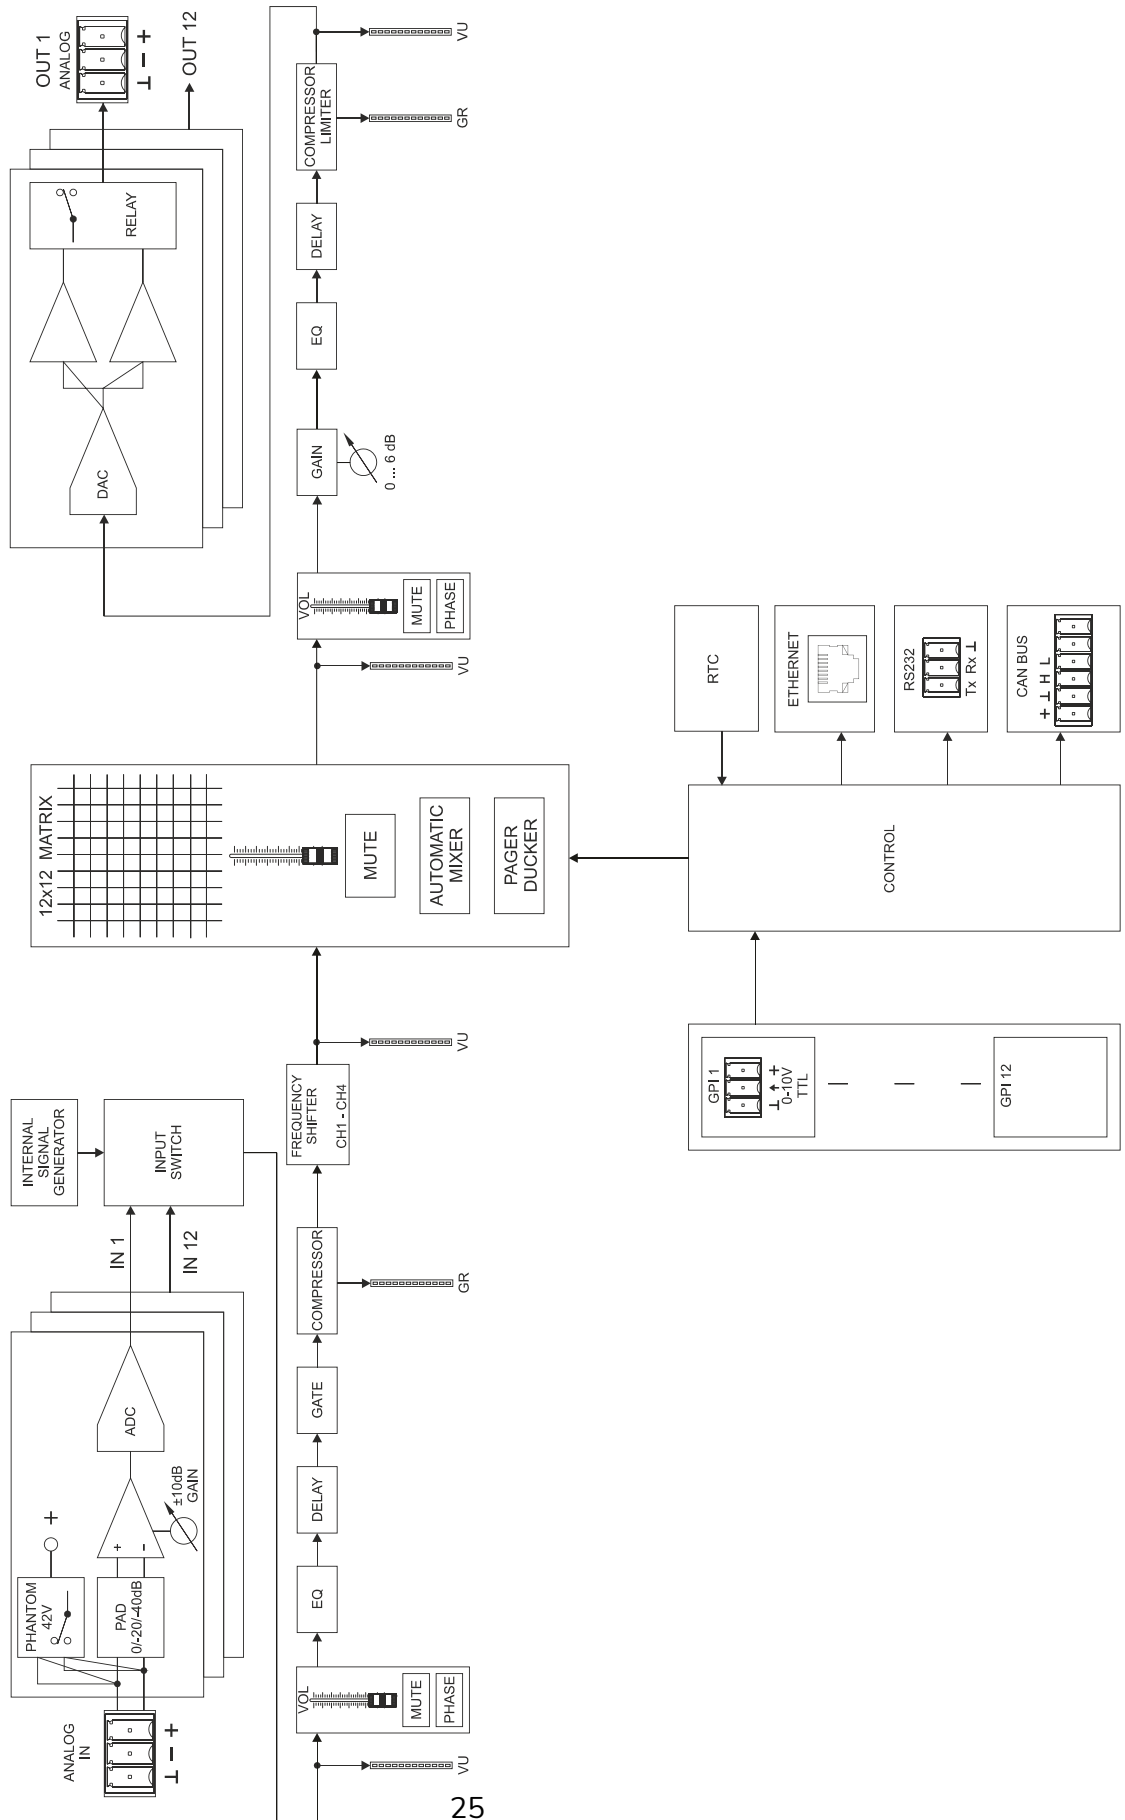 ANALOG
IN
⊥ − +
PHANTOM
42V
+
PAD
0/-20/-40dB
+
−
±10dB
GAIN
ADC
IN 1
IN 12
INTERNAL
SIGNAL
GENERATOR
INPUT
SWITCH
VU
VOL
MUTE
PHASE
EQ
DELAY
GATE
COMPRESSOR
GR
FREQUENCY
SHIFTER
CH1 - CH4
VU
12x12 MATRIX
MUTE
AUTOMATIC
MIXER
PAGER
DUCKER
VU
VOL
MUTE
PHASE
GAIN
0 ... 6 dB
EQ
DELAY
COMPRESSOR
LIMITER
GR
VU
DAC
RELAY
OUT 1
ANALOG
⊥ − +
OUT 12
GPI 1
⊥ ↑ +
0-10V
TTL
GPI 12
CONTROL
RTC
ETHERNET
RS232
Tx Rx ⊥
CAN BUS
+ ⊥ H L
25